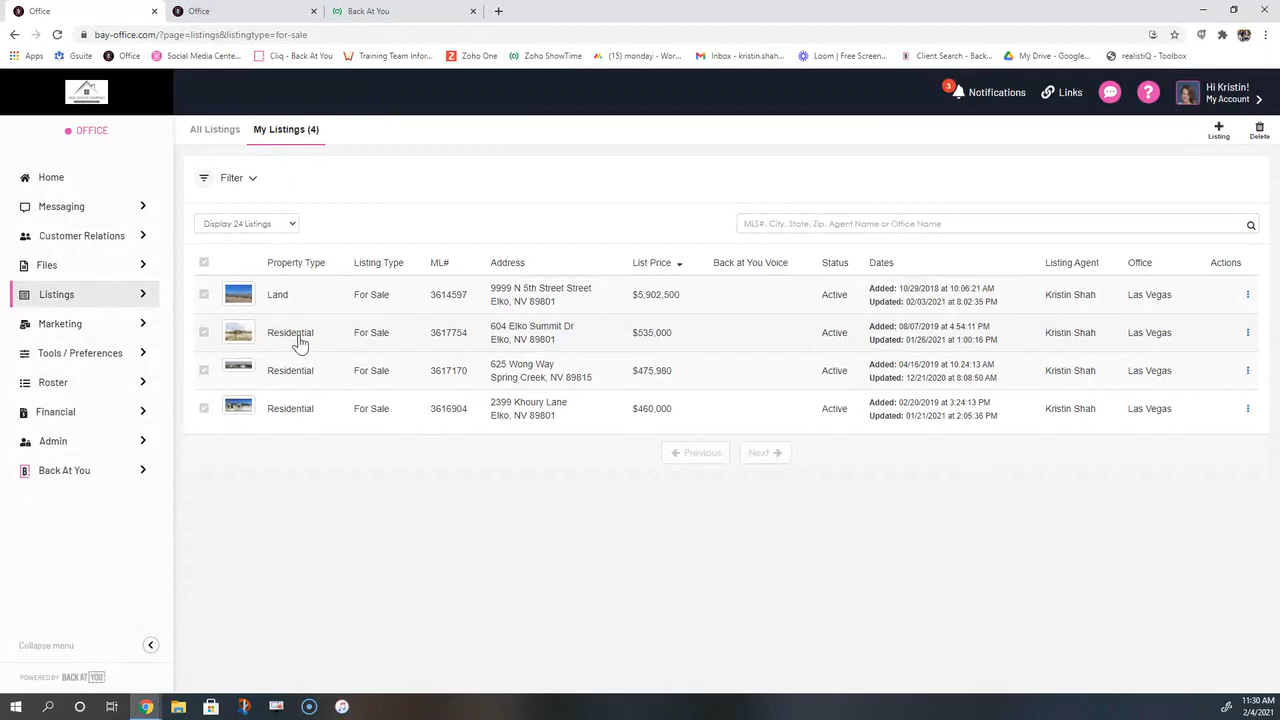 Office
Office
Back At You
bay-office.com/?page=listings&listingtype=for-sale
Apps
Gsuite
Office
Social Media Cente...
Cliq - Back At You
Training Team Infor...
Zoho One
Zoho ShowTime
(15) monday - Wor...
Inbox - kristin.shah...
Loom | Free Screen...
Client Search - Back...
My Drive - Google...
realistiQ - Toolbox
3
Notifications
Links
Hi Kristin!
My Account
OFFICE
All Listings
My Listings (4)
Listing
Delete
Home
Messaging
Customer Relations
Files
Listings
Marketing
Tools / Preferences
Roster
Financial
Admin
Back At You
Collapse menu
POWERED BY BACK AT YOU!
Filter
Display 24 Listings
MLS#, City, State, Zip, Agent Name or Office Name
Property Type Listing Type ML# Address List Price Back at You Voice Status Dates Listing Agent Office Actions
Land For Sale 3614597 9999 N 5th Street Street $5,902,500 Active Added: 10/29/2018 at 10:06:21 AM Kristin Shah Las Vegas
Elko, NV 89801 Updated: 02/03/2021 at 8:02:35 PM
Residential For Sale 3617754 604 Elko Summit Dr $535,000 Active Added: 08/07/2019 at 4:54:11 PM Kristin Shah Las Vegas
Elko, NV 89801 Updated: 01/26/2021 at 1:00:16 PM
Residential For Sale 3617170 625 Wong Way $475,980 Active Added: 04/16/2019 at 10:24:13 AM Kristin Shah Las Vegas
Spring Creek, NV 89815 Updated: 12/21/2020 at 8:08:50 AM
Residential For Sale 3616904 2399 Khoury Lane $460,000 Active Added: 02/20/2019 at 3:24:13 PM Kristin Shah Las Vegas
Elko, NV 89801 Updated: 01/21/2021 at 2:05:36 PM
Previous
Next
11:30 AM
2/4/2021